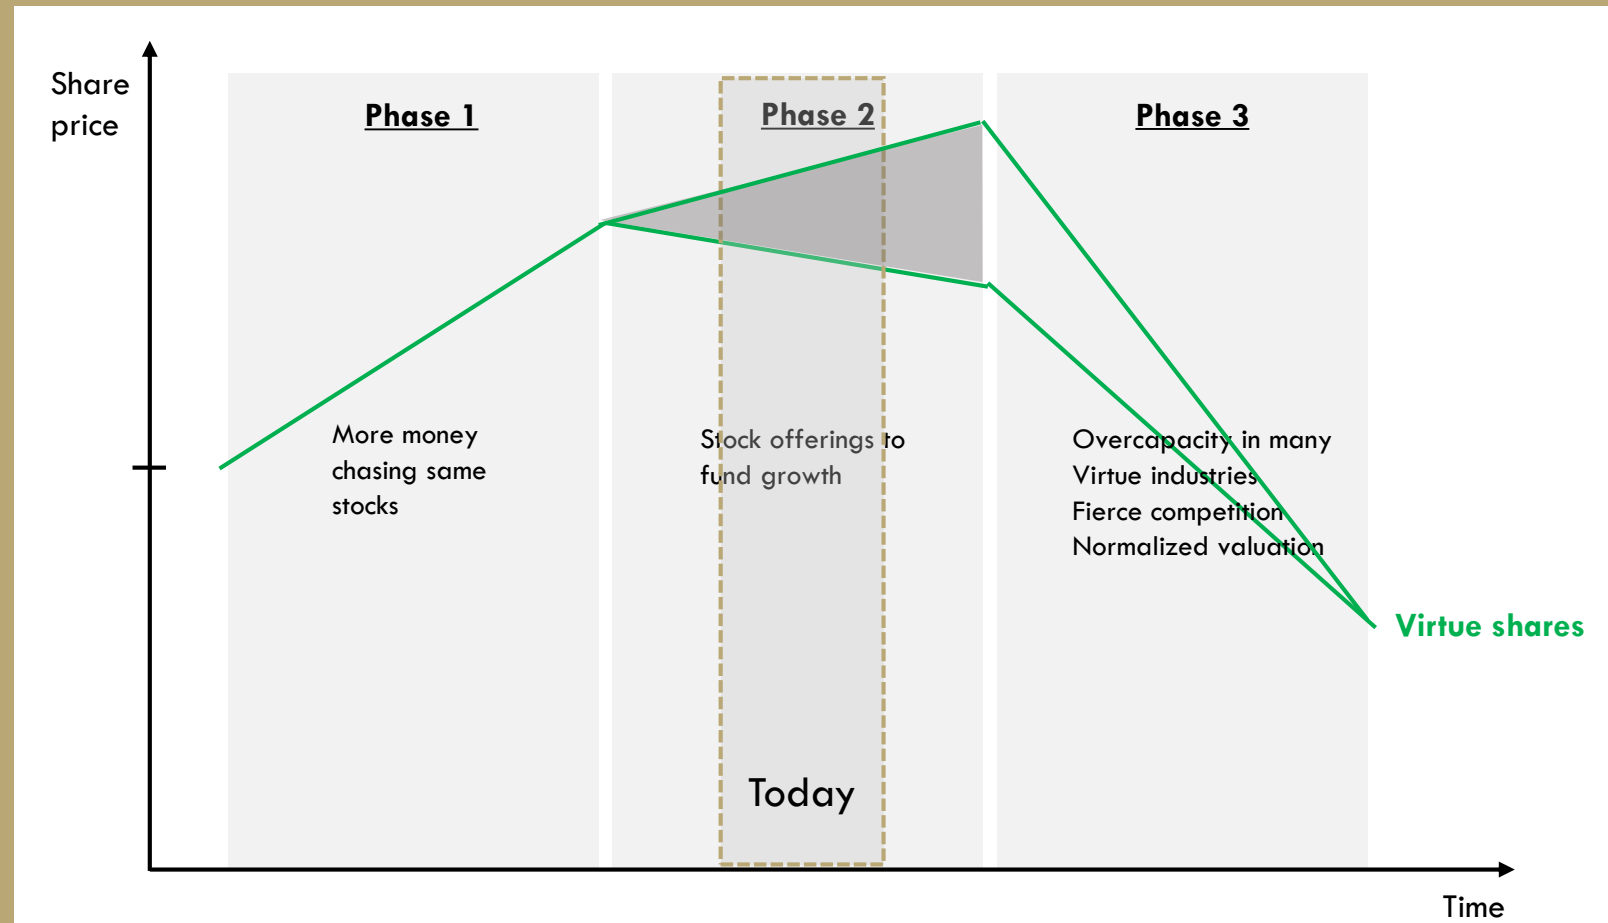 Share
price
Phase 1
Phase 2
Phase 3
More money
chasing same
stocks
Stock offerings to
fund growth
Overcapacity in many
Virtue industries
Fierce competition
Normalized valuation
Virtue shares
Today
Time